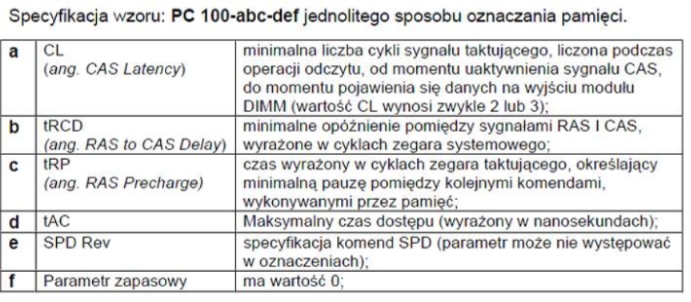 Specyfikacja wzoru: PC 100-abc-def jednolitego sposobu oznaczania pamięci.
a CL minimalna liczba cykli sygnału taktującego, liczona podczas
(ang. CAS Latency) operacji odczytu, od momentu uaktywnienia sygnału CAS,
do momentu pojawienia się danych na wyjściu modułu
DIMM (wartość CL wynosi zwykle 2 lub 3);
b tRCD minimalne opóźnienie pomiędzy sygnałami RAS I CAS,
(ang. RAS to CAS Delay) wyrażone w cyklach zegara systemowego;
c tRP czas wyrażony w cyklach zegara taktującego, określający
(ang. RAS Precharge) minimalną pauzę pomiędzy kolejnymi komendami,
wykonywanymi przez pamięć;
d tAC Maksymalny czas dostępu (wyrażony w nanosekundach);
e SPD Rev specyfikacja komend SPD (parametr może nie występować
w oznaczeniach);
f Parametr zapasowy ma wartość 0;